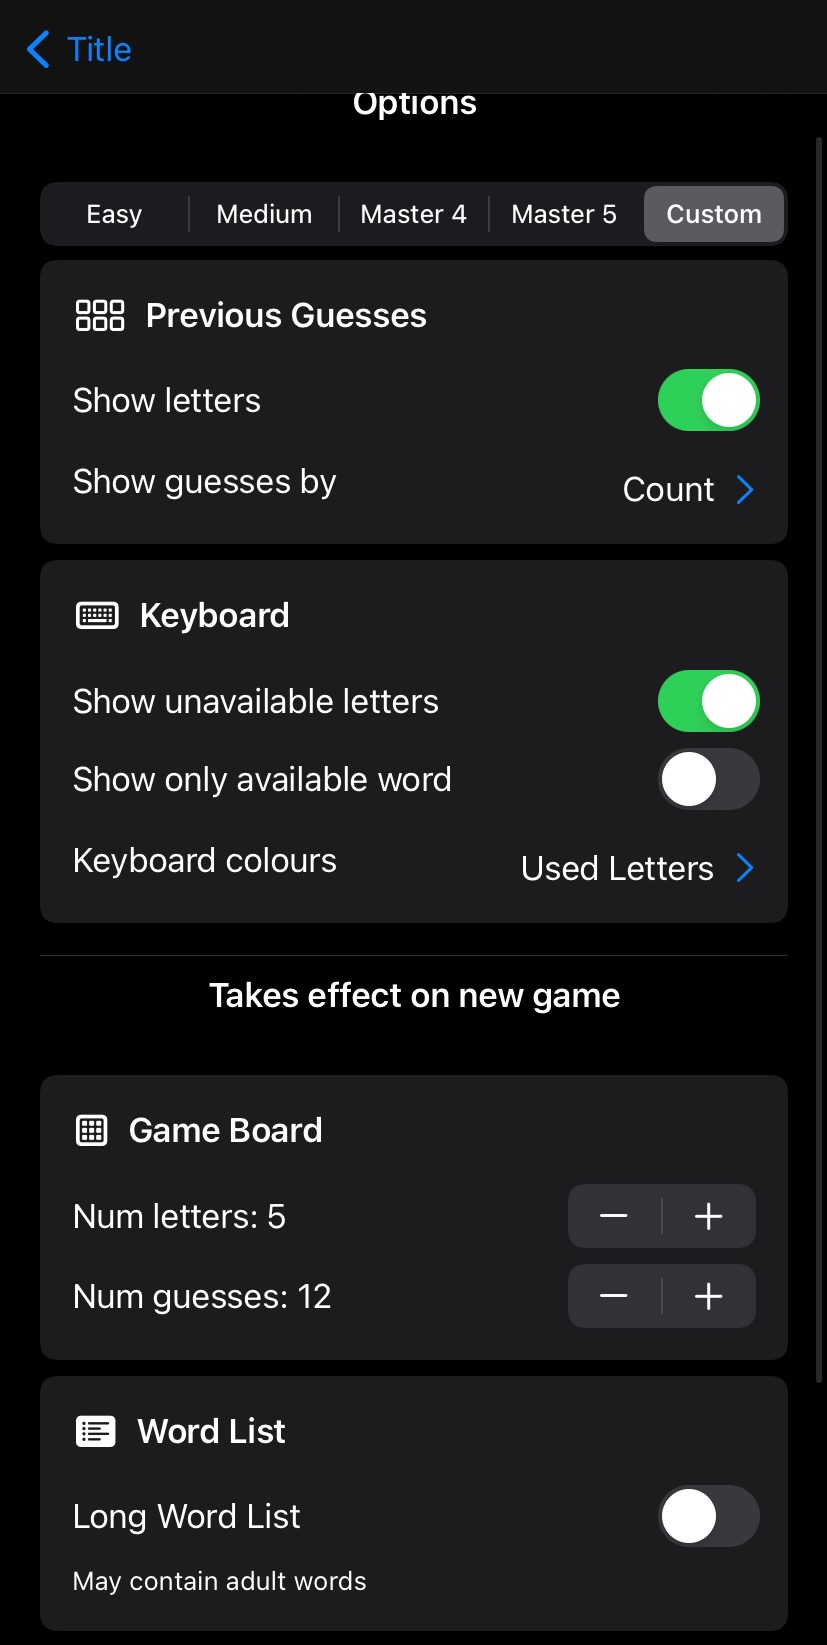 Title
Options
Easy Medium Master 4 Master 5 Custom
Previous Guesses
Show letters
Show guesses by Count
Keyboard
Show unavailable letters
Show only available word
Keyboard colours Used Letters
Takes effect on new game
Game Board
Num letters: 5
Num guesses: 12
Word List
Long Word List
May contain adult words